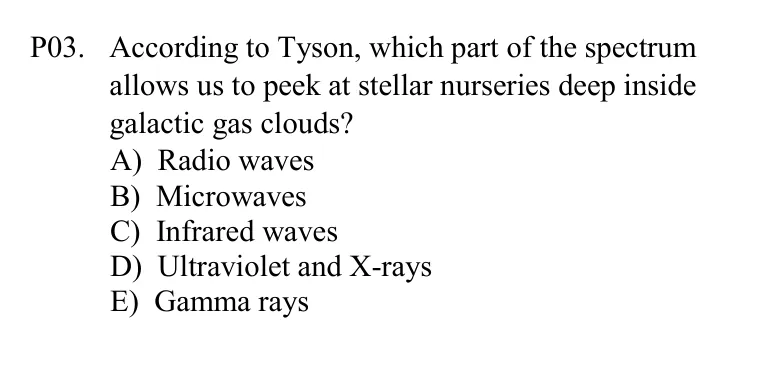 P03. According to Tyson, which part of the spectrum
allows us to peek at stellar nurseries deep inside
galactic gas clouds?
A) Radio waves
B) Microwaves
C) Infrared waves
D) Ultraviolet and X-rays
E) Gamma rays